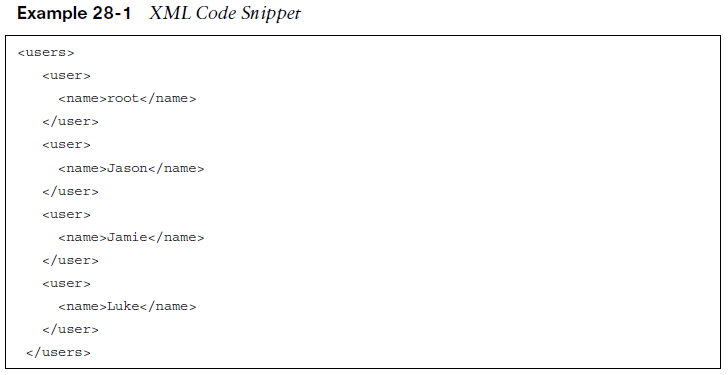 Example 28-1 XML Code Snippet
<users>
<user>
<name>root</name>
</user>
<user>
<name>Jason</name>
</user>
<user>
<name>Jamie</name>
</user>
<user>
<name>Luke</name>
</user>
</users>